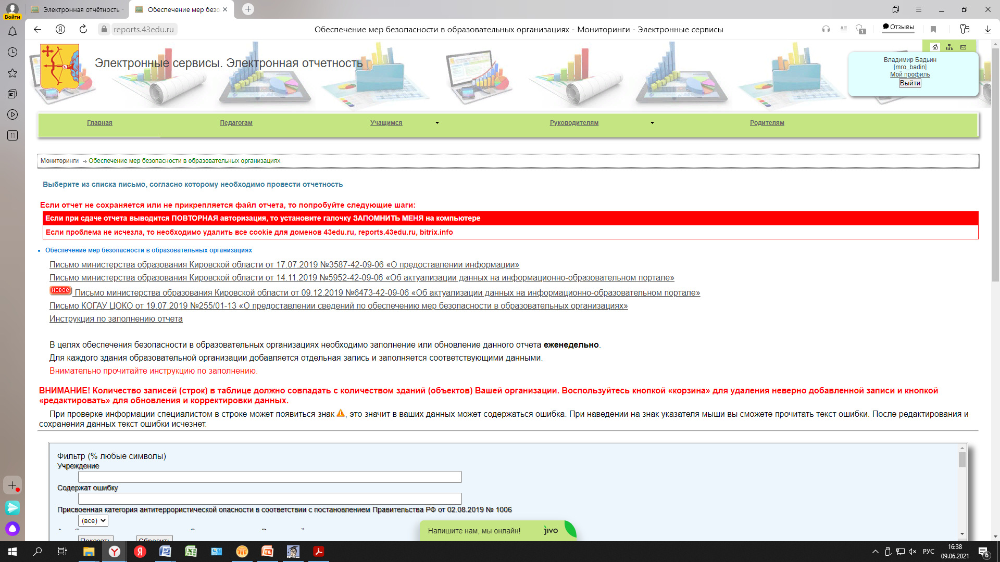 Войти
Электронная отчётность
Обеспечение мер безо
reports.43edu.ru
Обеспечение мер безопасности в образовательных организациях - Мониторинги - Электронные сервисы
1
Отзывы
11
Электронные сервисы. Электронная отчетность
Владимир Бадьин
[mro_badin]
Мой профиль
Выйти
Главная
Педагогам
Учащимся
Руководителям
Родителям
Мониторинги
Обеспечение мер безопасности в образовательных организациях
Выберите из списка письмо, согласно которому необходимо провести отчетность
Если отчет не сохраняется или не прикрепляется файл отчета, то попробуйте следующие шаги:
Если при сдаче отчета выводится ПОВТОРНАЯ авторизация, то установите галочку ЗАПОМНИТЬ МЕНЯ на компьютере
Если проблема не исчезла, то необходимо удалить все cookie для доменов 43edu.ru, reports.43edu.ru, bitrix.info
Обеспечение мер безопасности в образовательных организациях
Письмо министерства образования Кировской области от 17.07.2019 №3587-42-09-06 «О предоставлении информации»
Письмо министерства образования Кировской области от 14.11.2019 №5952-42-09-06 «Об актуализации данных на информационно-образовательном портале»
новое Письмо министерства образования Кировской области от 09.12.2019 №6473-42-09-06 «Об актуализации данных на информационно-образовательном портале»
Письмо КОГАУ ЦОКО от 19.07.2019 №255/01-13 «О предоставлении сведений по обеспечению мер безопасности в образовательных организациях»
Инструкция по заполнению отчета
В целях обеспечения безопасности в образовательных организациях необходимо заполнение или обновление данного отчета еженедельно.
Для каждого здания образовательной организации добавляется отдельная запись и заполняется соответствующими данными.
Внимательно прочитайте инструкцию по заполнению.
ВНИМАНИЕ! Количество записей (строк) в таблице должно совпадать с количеством зданий (объектов) Вашей организации. Воспользуйтесь кнопкой «корзина» для удаления неверно добавленной записи и кнопкой
«редактировать» для обновления и корректировки данных.
При проверке информации специалистом в строке может появиться знак , это значит в ваших данных может содержаться ошибка. При наведении на знак указателя мыши вы сможете прочитать текст ошибки. После редактирования и
сохранения данных текст ошибки исчезнет.
Фильтр (% любые символы)
Учреждение
Содержат ошибку
Присвоенная категория антитеррористической опасности в соответствии с постановлением Правительства РФ от 02.08.2019 № 1006
(все)
Показать
Сбросить
Напишите нам, мы онлайн!
jivo
РУС
16:38
09.06.2021
6